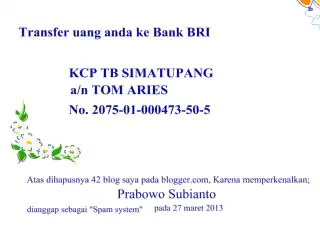 Transfer uang anda ke Bank BRI
KCP TB SIMATUPANG
a/n TOM ARIES
No. 2075-01-000473-50-5
Atas dihapusnya 42 blog saya pada blogger.com, Karena memperkenalkan;
Prabowo Subianto
dianggap sebagai "Spam system" pada 27 maret 2013